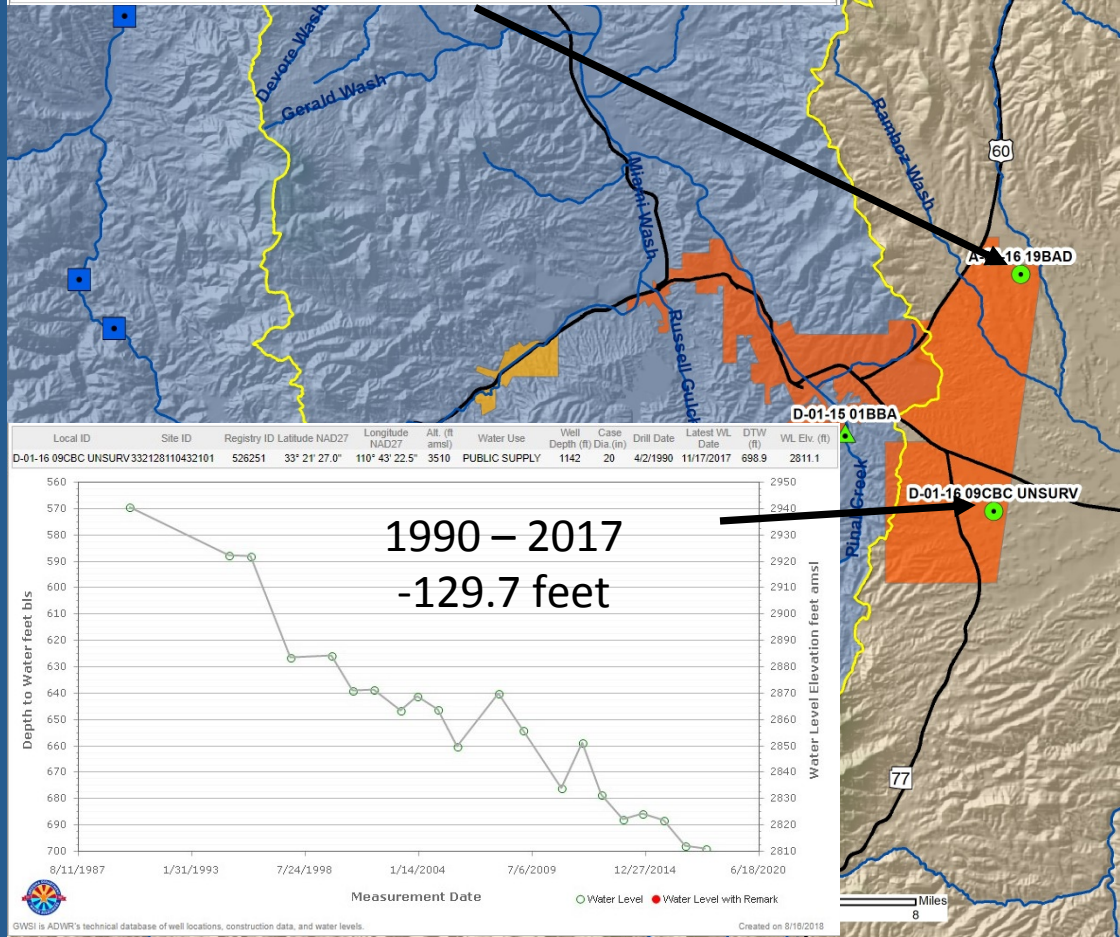 Devore Wash
Gerald Wash
Miami Wash
Ramboz Wash
60
16 19BAD
Russell Gulch
D-01-15 01BBA
D-01-16 09CBC UNSURV
Pinal Creek
77
Miles
8
Local ID Site ID Registry ID Latitude NAD27 Longitude NAD27 Alt. (ft amsl) Water Use Well Depth (ft) Case Dia.(in) Drill Date Latest WL Date DTW (ft) WL Elv. (ft)
D-01-16 09CBC UNSURV 332128110432101 526251 33° 21' 27.0" 110° 43' 22.5" 3510 PUBLIC SUPPLY 1142 20 4/2/1990 11/17/2017 698.9 2811.1
1990 – 2017
-129.7 feet
Depth to Water feet bls
560
570
580
590
600
610
620
630
640
650
660
670
680
690
700
2950
2940
2930
2920
2910
2900
2890
2880
2870
2860
2850
2840
2830
2820
2810
Water Level Elevation feet amsl
8/11/1987 1/31/1993 7/24/1998 1/14/2004 7/6/2009 12/27/2014 6/18/2020
Measurement Date
Water Level Water Level with Remark
GWSI is ADWR's technical database of well locations, construction data, and water levels.
Created on 8/16/2018